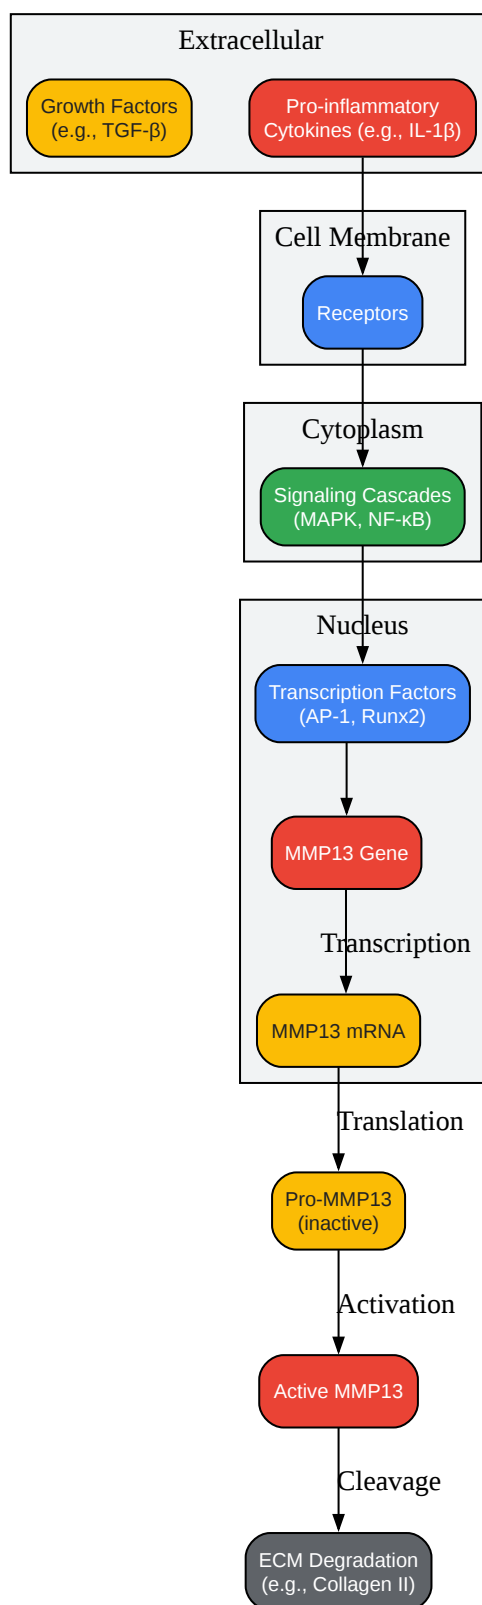 Extracellular
Growth Factors
(e.g., TGF-β)
Pro-inflammatory
Cytokines (e.g., IL-1β)
Cell Membrane
Receptors
Cytoplasm
Signaling Cascades
(MAPK, NF-κB)
Nucleus
Transcription Factors
(AP-1, Runx2)
MMP13 Gene
Transcription
MMP13 mRNA
Translation
Pro-MMP13
(inactive)
Activation
Active MMP13
Cleavage
ECM Degradation
(e.g., Collagen II)